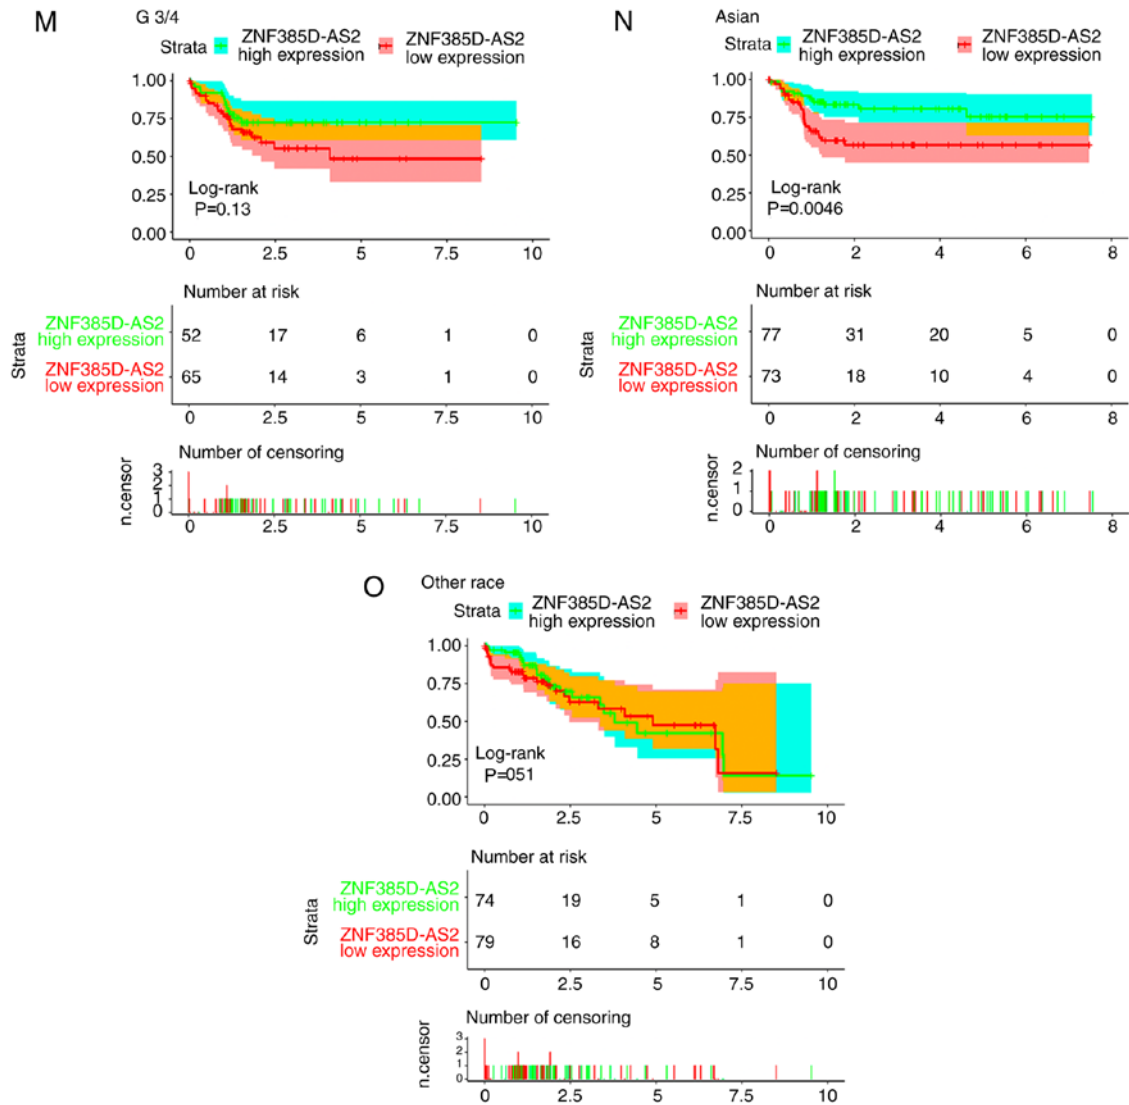 M
G 3/4
Strata ZNF385D-AS2 high expression ZNF385D-AS2 low expression
1.00
0.75
0.50
0.25
0.00
Log-rank
P=0.13
0 2.5 5 7.5 10
Number at risk
Strata
ZNF385D-AS2
high expression
52 17 6 1 0
ZNF385D-AS2
low expression
65 14 3 1 0
0 2.5 5 7.5 10
Number of censoring
n.censor
3
2
1
0
0 2.5 5 7.5 10
N
Asian
Strata ZNF385D-AS2 high expression ZNF385D-AS2 low expression
1.00
0.75
0.50
0.25
0.00
Log-rank
P=0.0046
0 2 4 6 8
Number at risk
Strata
ZNF385D-AS2
high expression
77 31 20 5 0
ZNF385D-AS2
low expression
73 18 10 4 0
0 2 4 6 8
Number of censoring
n.censor
2
1
0
0 2 4 6 8
O
Other race
Strata ZNF385D-AS2 high expression ZNF385D-AS2 low expression
1.00
0.75
0.50
0.25
0.00
Log-rank
P=051
0 2.5 5 7.5 10
Number at risk
Strata
ZNF385D-AS2
high expression
74 19 5 1 0
ZNF385D-AS2
low expression
79 16 8 1 0
0 2.5 5 7.5 10
Number of censoring
n.censor
3
2
1
0
0 2.5 5 7.5 10